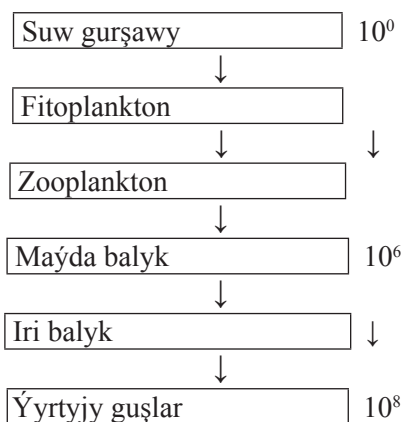 Suw gurşawy 10⁰
↓
Fitoplankton
↓ ↓
Zooplankton
↓
Maýda balyk 10⁶
↓
Iri balyk ↓
↓
Ýyrtyjy guşlar 10⁸